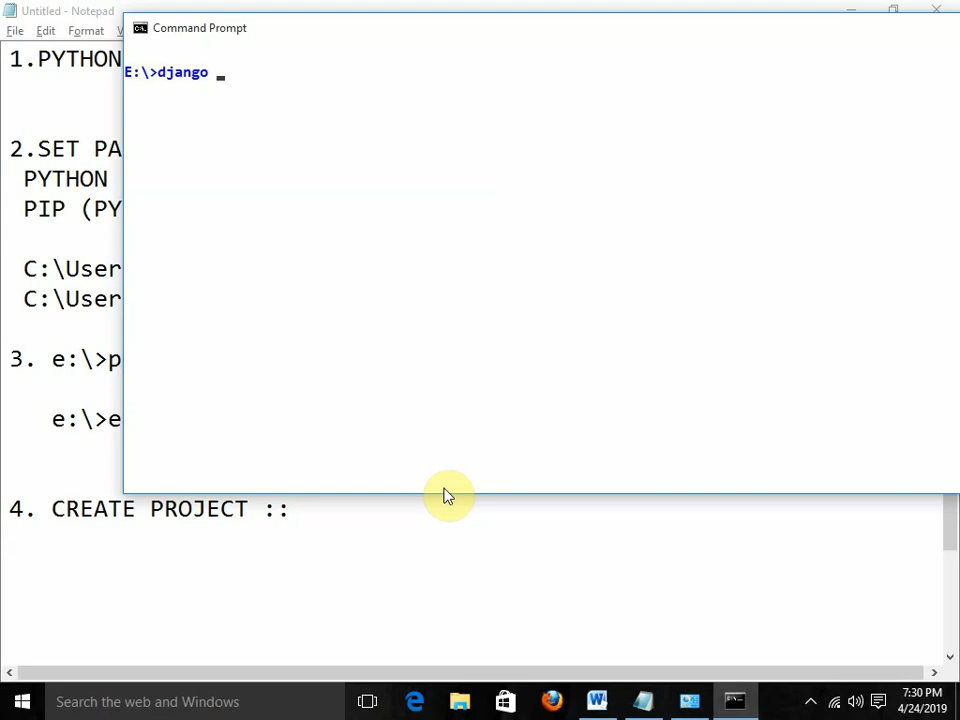 Untitled - Notepad
File Edit Format V
Command Prompt
E:\>django _
1.PYTHON
2.SET PA
PYTHON
PIP (PY
C:\User
C:\User
3. e:\>p
e:\>e
4. CREATE PROJECT ::
Search the web and Windows
7:30 PM
4/24/2019